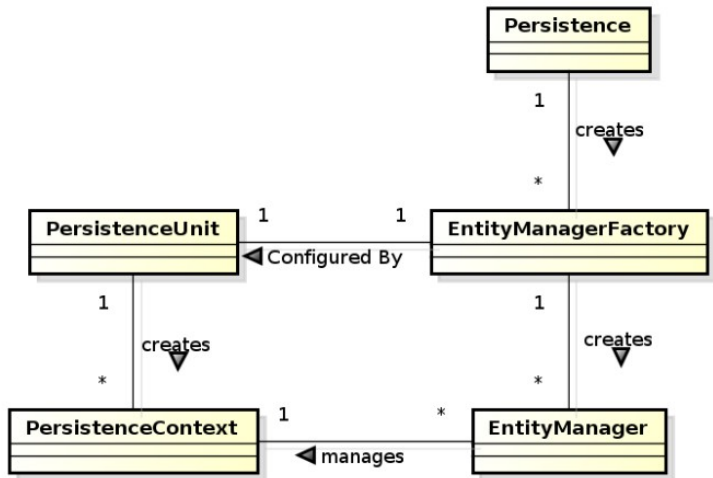 Persistence
1
creates
*
PersistenceUnit
1
1
EntityManagerFactory
Configured By
1
creates
*
1
creates
*
PersistenceContext
1
*
EntityManager
manages